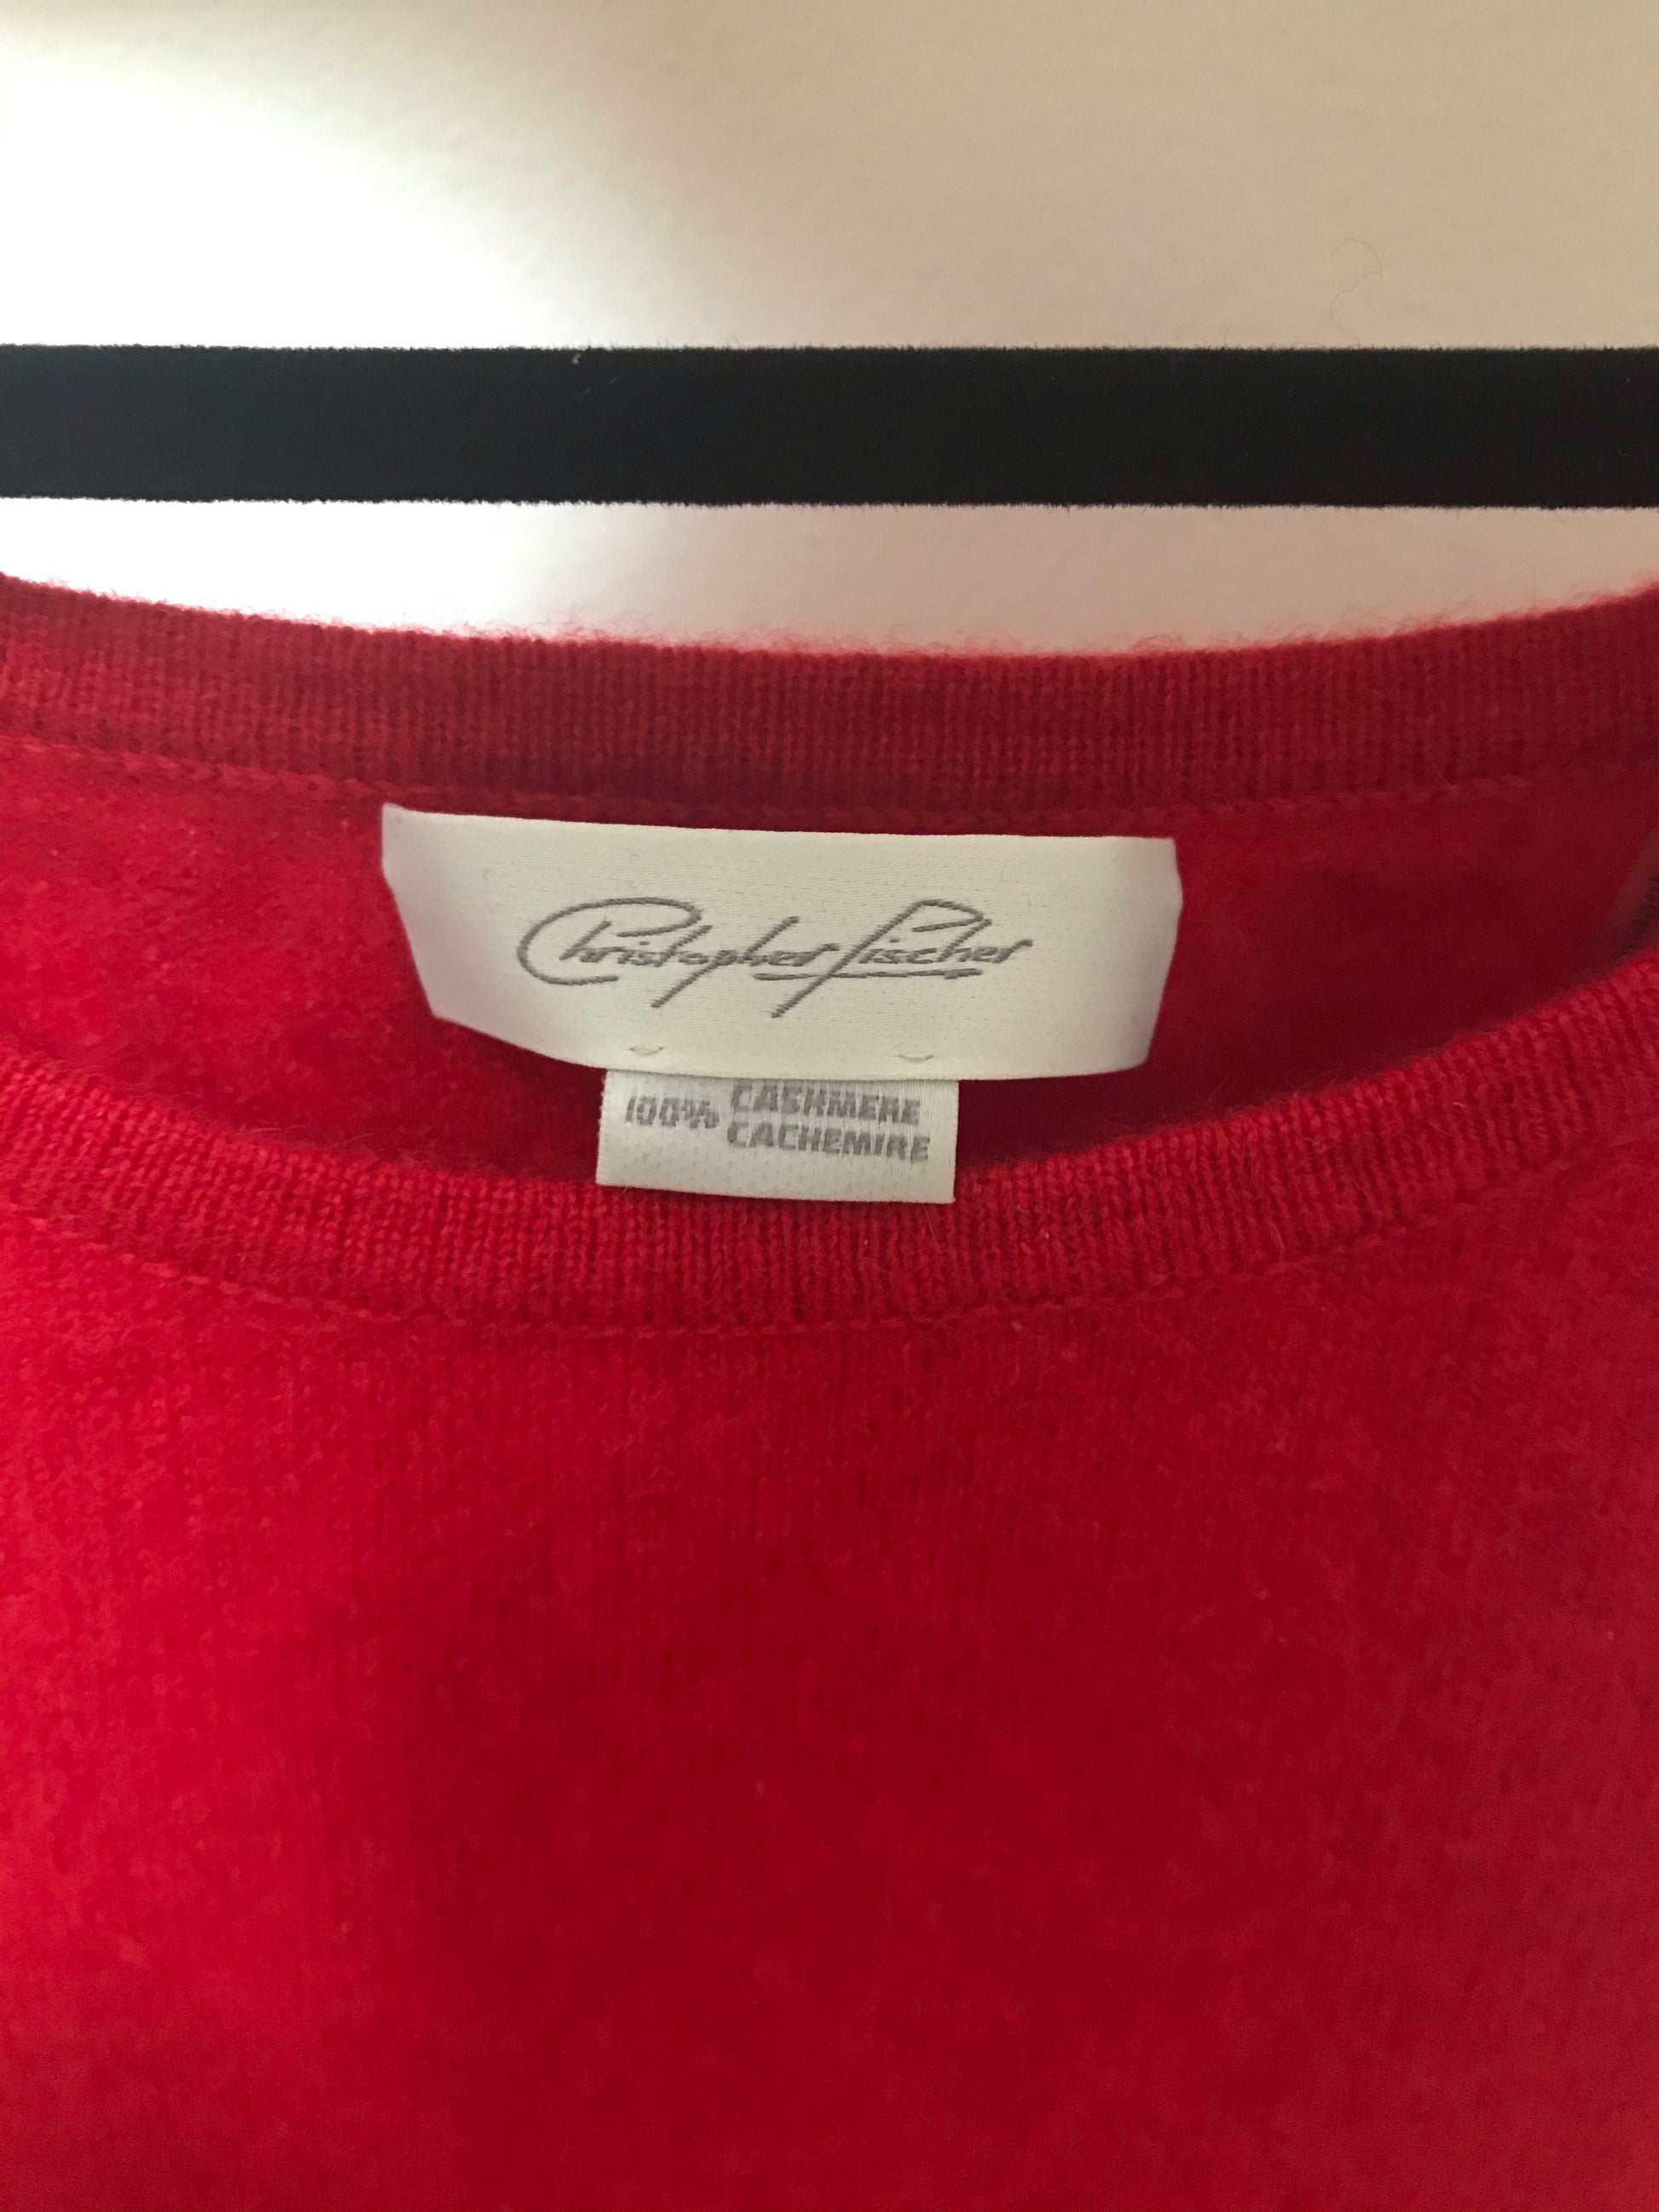 Christopher Fischer
100% CASHMERE
CACHEMIRE